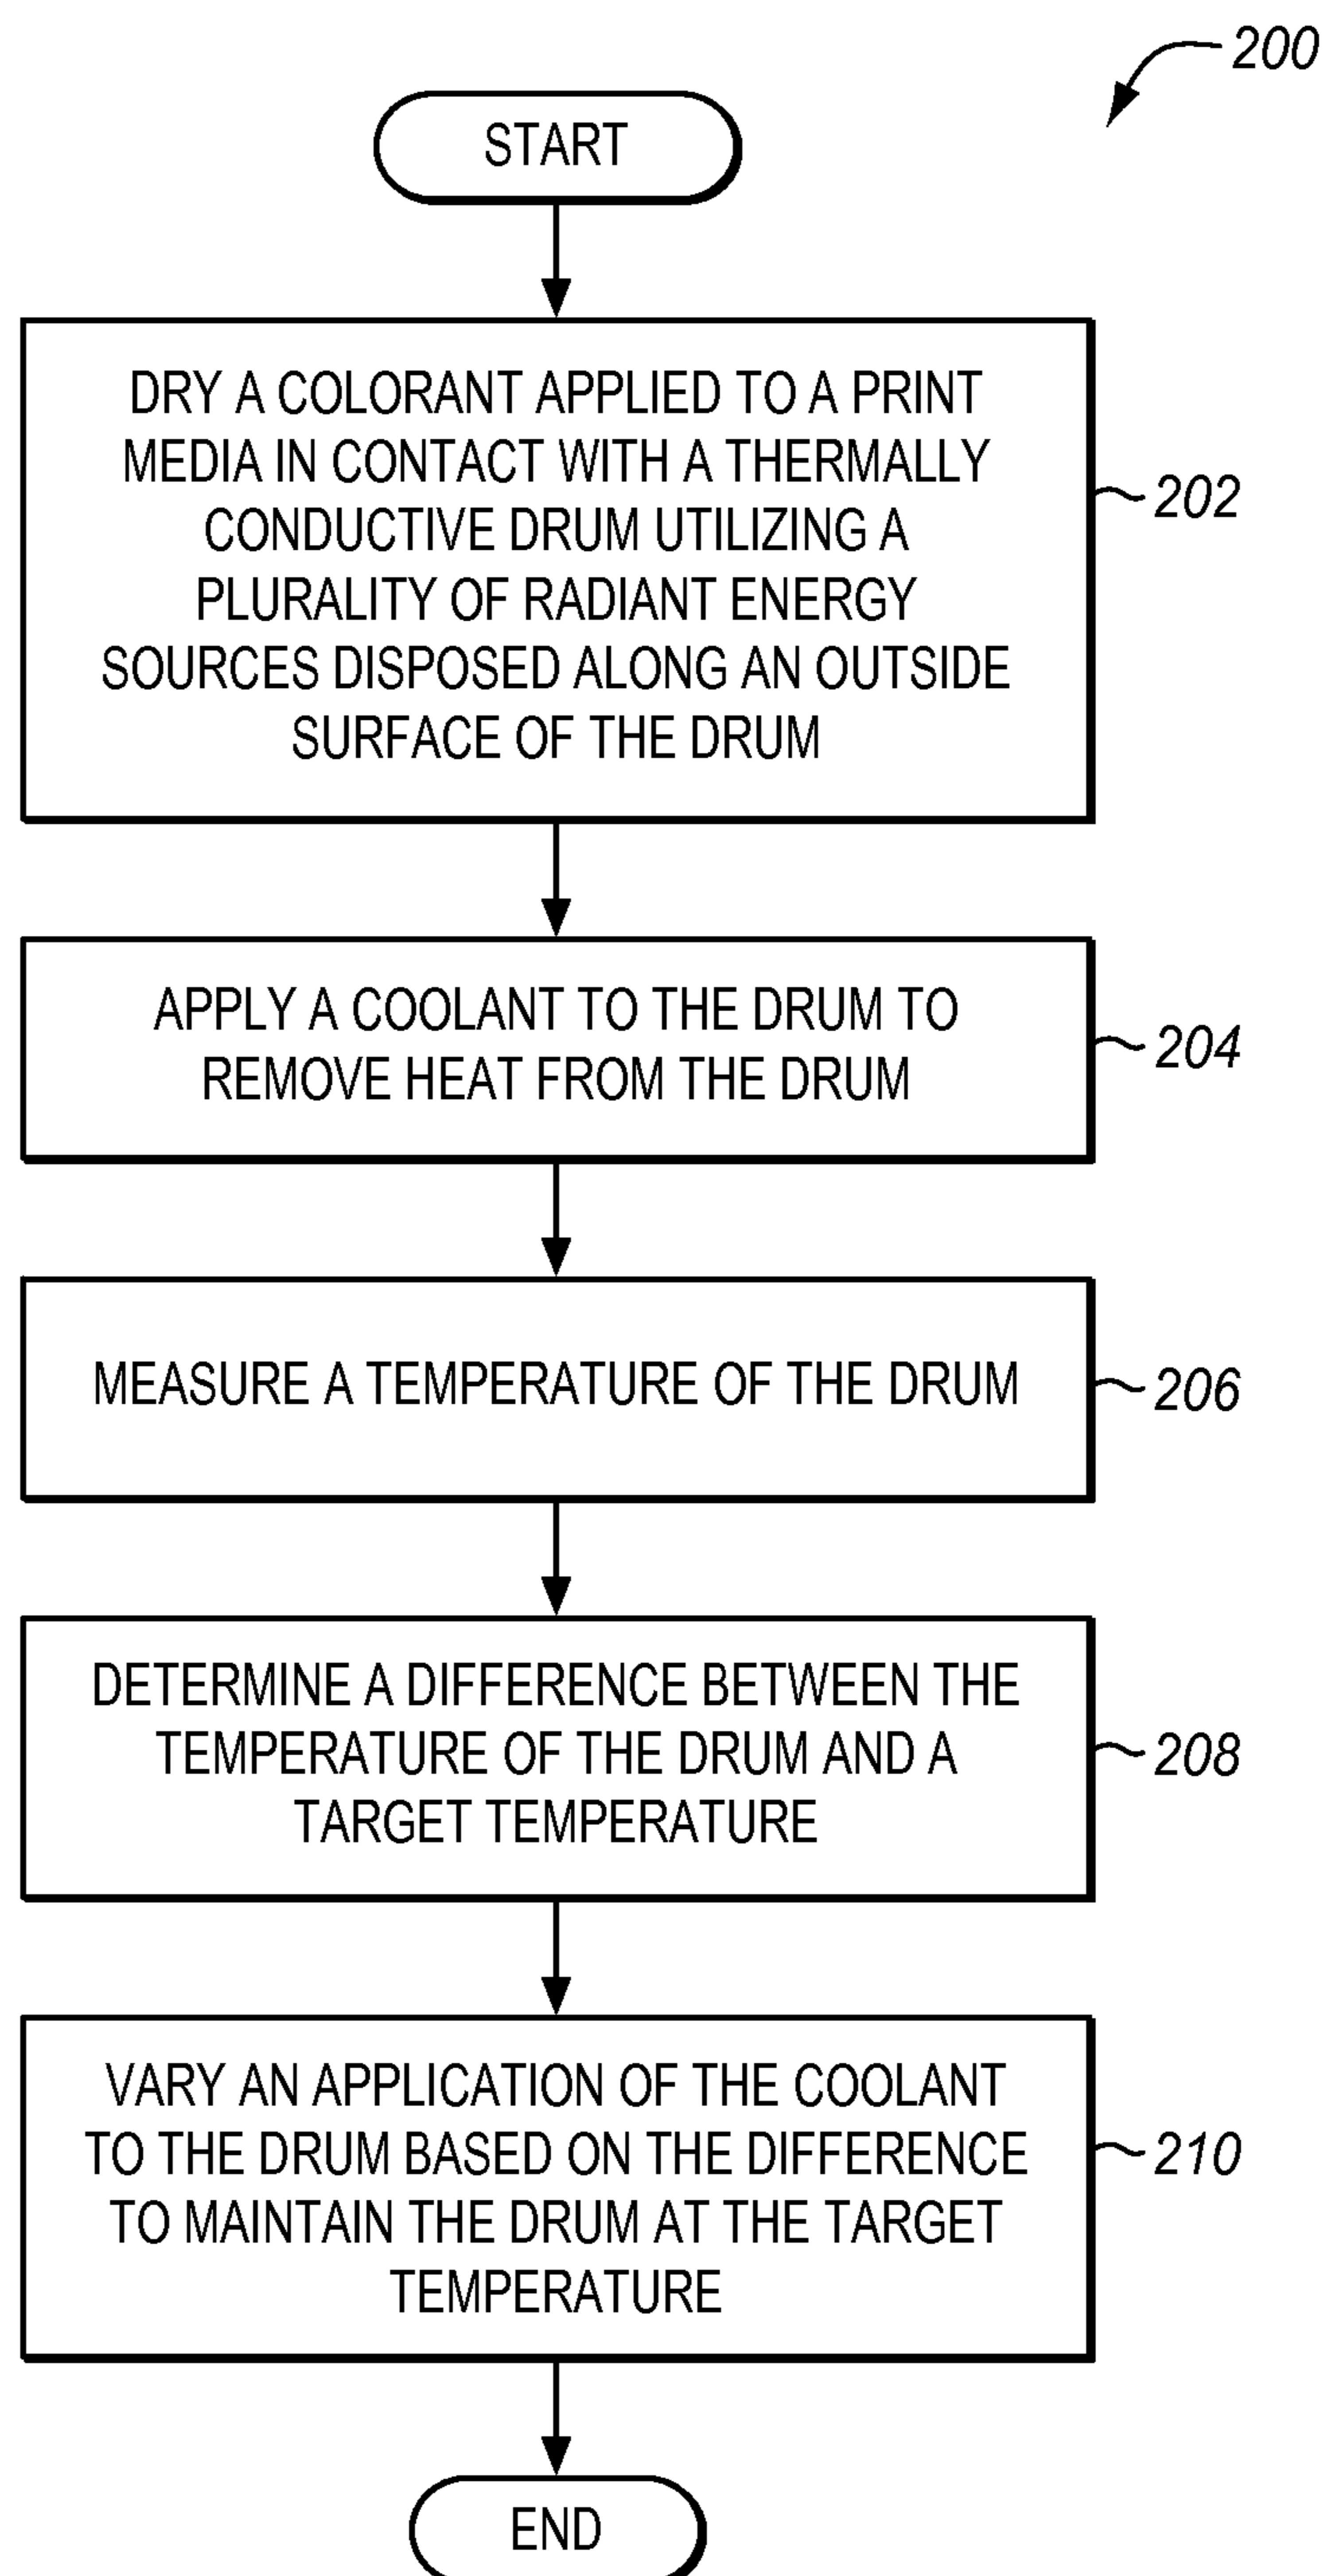 200
START
DRY A COLORANT APPLIED TO A PRINT
MEDIA IN CONTACT WITH A THERMALLY
CONDUCTIVE DRUM UTILIZING A
PLURALITY OF RADIANT ENERGY
SOURCES DISPOSED ALONG AN OUTSIDE
SURFACE OF THE DRUM
202
APPLY A COOLANT TO THE DRUM TO
REMOVE HEAT FROM THE DRUM
204
MEASURE A TEMPERATURE OF THE DRUM
206
DETERMINE A DIFFERENCE BETWEEN THE
TEMPERATURE OF THE DRUM AND A
TARGET TEMPERATURE
208
VARY AN APPLICATION OF THE COOLANT
TO THE DRUM BASED ON THE DIFFERENCE
TO MAINTAIN THE DRUM AT THE TARGET
TEMPERATURE
210
END